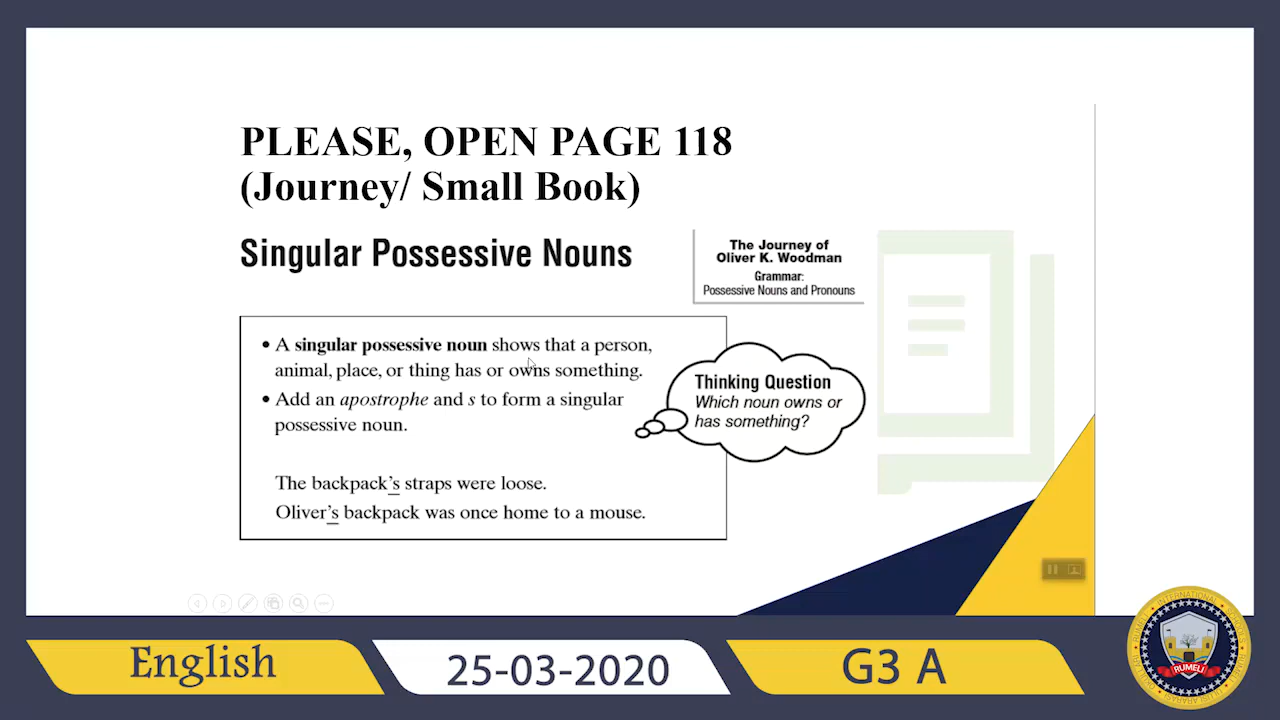 PLEASE, OPEN PAGE 118
(Journey/ Small Book)
Singular Possessive Nouns
The Journey of
Oliver K. Woodman
Grammar:
Possessive Nouns and Pronouns
• A singular possessive noun shows that a person,
animal, place, or thing has or owns something.
• Add an apostrophe and s to form a singular
possessive noun.
The backpack's straps were loose.
Oliver's backpack was once home to a mouse.
Thinking Question
Which noun owns or
has something?
English
25-03-2020
G3 A
RUMELI